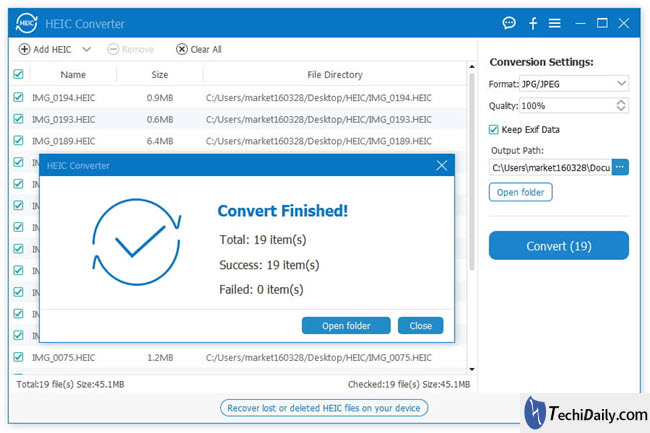 HEIC HEIC Converter
Add HEIC Remove Clear All
Name Size File Directory
IMG_0194.HEIC 0.9MB C:/Users/market160328/Desktop/HEIC/IMG_0194.HEIC
IMG_0193.HEIC 0.6MB C:/Users/market160328/Desktop/HEIC/IMG_0193.HEIC
IMG_0189.HEIC 6.4MB C:/Users/market160328/Desktop/HEIC/IMG_0189.HEIC
HEIC Converter
Convert Finished!
Total: 19 item(s)
Success: 19 item(s)
Failed: 0 item(s)
Open folder Close
IMG_0075.HEIC 1.2MB C:/Users/market160328/Desktop/HEIC/IMG_0075.HEIC
Total:19 file(s) Size:45.1MB Checked:19 file(s) Size:45.1MB
Recover lost or deleted HEIC files on your device
Conversion Settings:
Format: JPG/JPEG
Quality: 100%
Keep Exif Data
Output Path:
C:\Users\market160328\Docu ...
Open folder
Convert (19)
TechiDaily.com